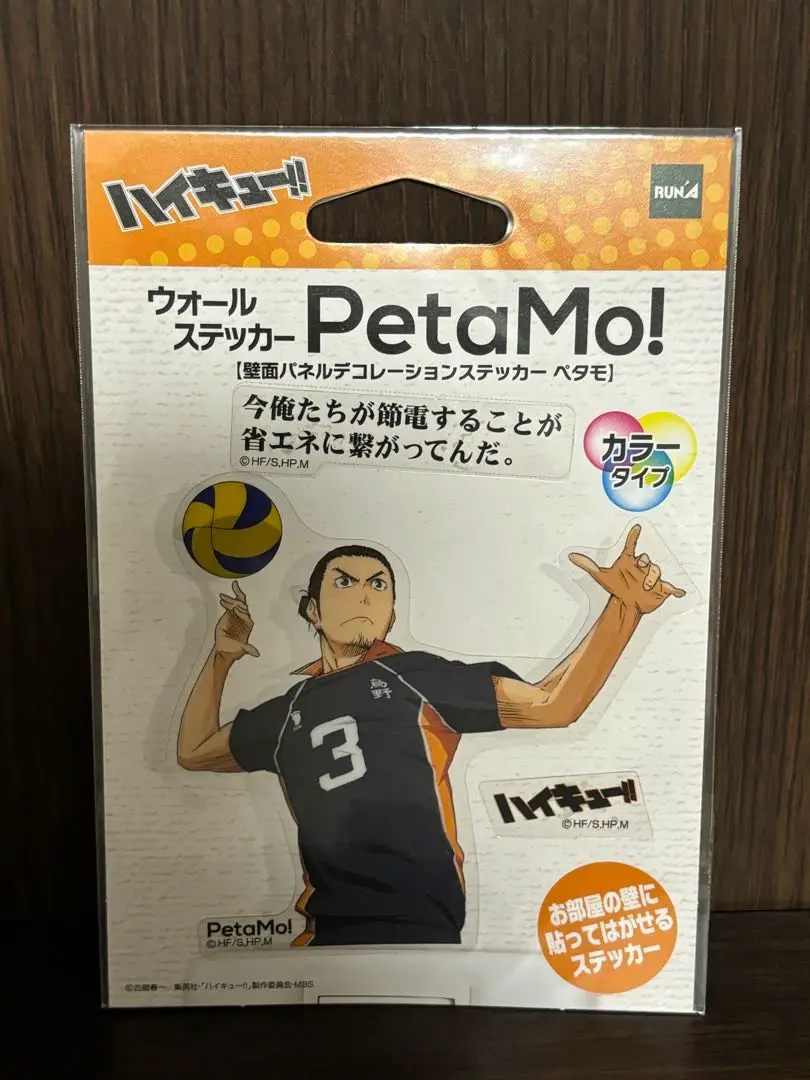 ハイキュー!!
RUN'A
ウォール
ステッカー
PetaMo!
【壁面パネルデコレーションステッカー ペタモ】
今俺たちが節電することが
省エネに繋がってんだ。
©HF/S,HP,M
カラー
タイプ
烏野
3
ハイキュー!!
©HF/S,HP,M
お部屋の壁に
貼ってはがせる
ステッカー
PetaMo!
©HF/S,HP,M
©古舘春一/集英社・「ハイキュー!!」製作委員会・MBS